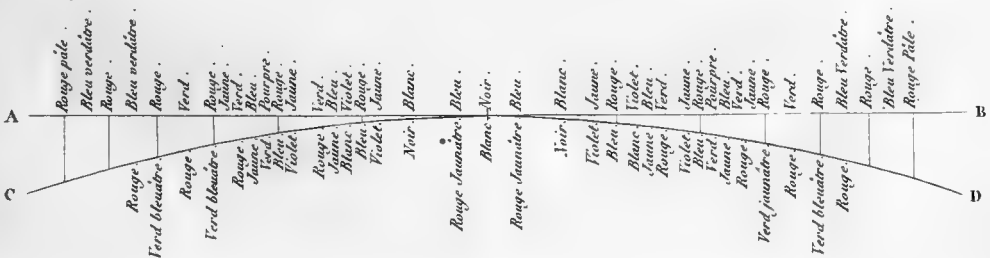 Rouge pâle.
Bleu verdâtre.
Rouge.
Bleu verdâtre.
Rouge.
Verd.
Rouge.
Jaune.
Verd.
Bleu.
Pourpre.
Rouge.
Jaune.
Verd.
Bleu.
Violet.
Rouge.
Jaune.
Blanc.
Bleu.
Noir.
Bleu.
Blanc.
Jaune.
Rouge.
Violet.
Bleu.
Verd.
Jaune.
Rouge.
Pourpre.
Bleu.
Verd.
Jaune.
Rouge.
Verd.
Rouge.
Bleu Verdâtre.
Rouge.
Bleu Verdâtre.
Rouge Pâle.
A
B
C
D
Rouge
Verd bleuâtre.
Rouge
Verd bleuâtre.
Rouge
Jaune
Verd.
Bleu.
Violet.
Rouge
Jaune.
Blanc
Bleu.
Violet.
Noir
Rouge Jaunâtre.
Blanc
Rouge Jaunâtre
Noir
Violet.
Bleu.
Blanc
Jaune
Rouge
Violet.
Bleu
Verd.
Jaune
Rouge
Verd jaunâtre
Rouge
Verd bleuâtre
Rouge.